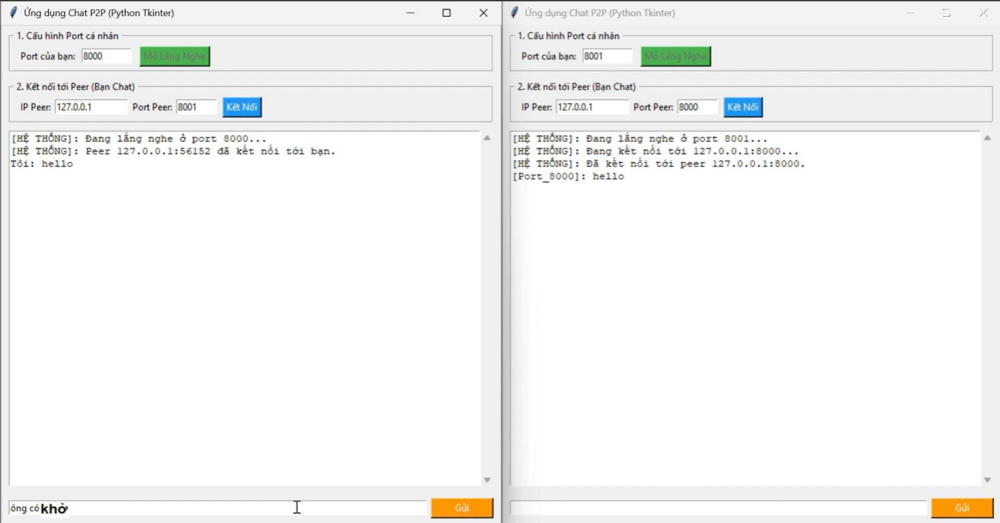 Ứng dụng Chat P2P (Python Tkinter)
1. Cấu hình Port cá nhân
Port của bạn: 8000 Mở Lắng Nghe
2. Kết nối tới Peer (Bạn Chat)
IP Peer: 127.0.0.1 Port Peer: 8001 Kết Nối
[HỆ THỐNG]: Đang lắng nghe ở port 8000...
[HỆ THỐNG]: Peer 127.0.0.1:56152 đã kết nối tới bạn.
Tôi: hello
ông có khở Gửi
Ứng dụng Chat P2P (Python Tkinter)
1. Cấu hình Port cá nhân
Port của bạn: 8001 Mở Lắng Nghe
2. Kết nối tới Peer (Bạn Chat)
IP Peer: 127.0.0.1 Port Peer: 8000 Kết Nối
[HỆ THỐNG]: Đang lắng nghe ở port 8001...
[HỆ THỐNG]: Đang kết nối tới 127.0.0.1:8000...
[HỆ THỐNG]: Đã kết nối tới peer 127.0.0.1:8000.
[Port_8000]: hello
Gửi